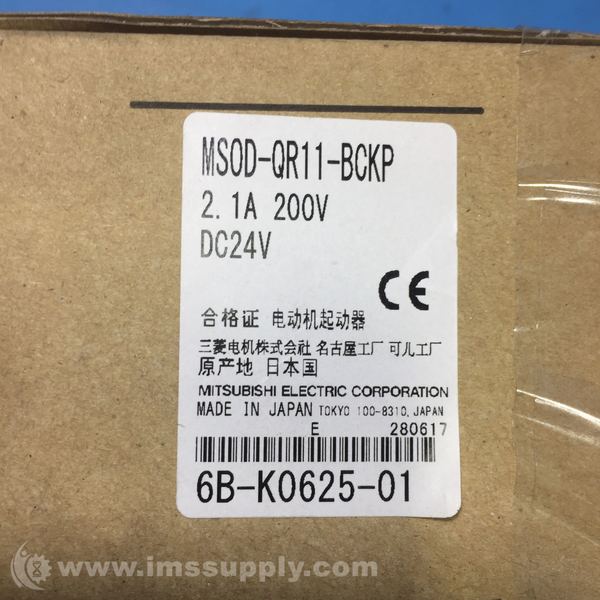 MSOD-QR11-BCKP
2.1A 200V
DC24V
CE
合格证 电动机起动器
三菱电机株式会社 名古屋工厂 可儿工厂
原产地 日本国
MITSUBISHI ELECTRIC CORPORATION
MADE IN JAPAN TOKYO 100-8310, JAPAN
E 280617
6B-K0625-01
www.imssupply.com